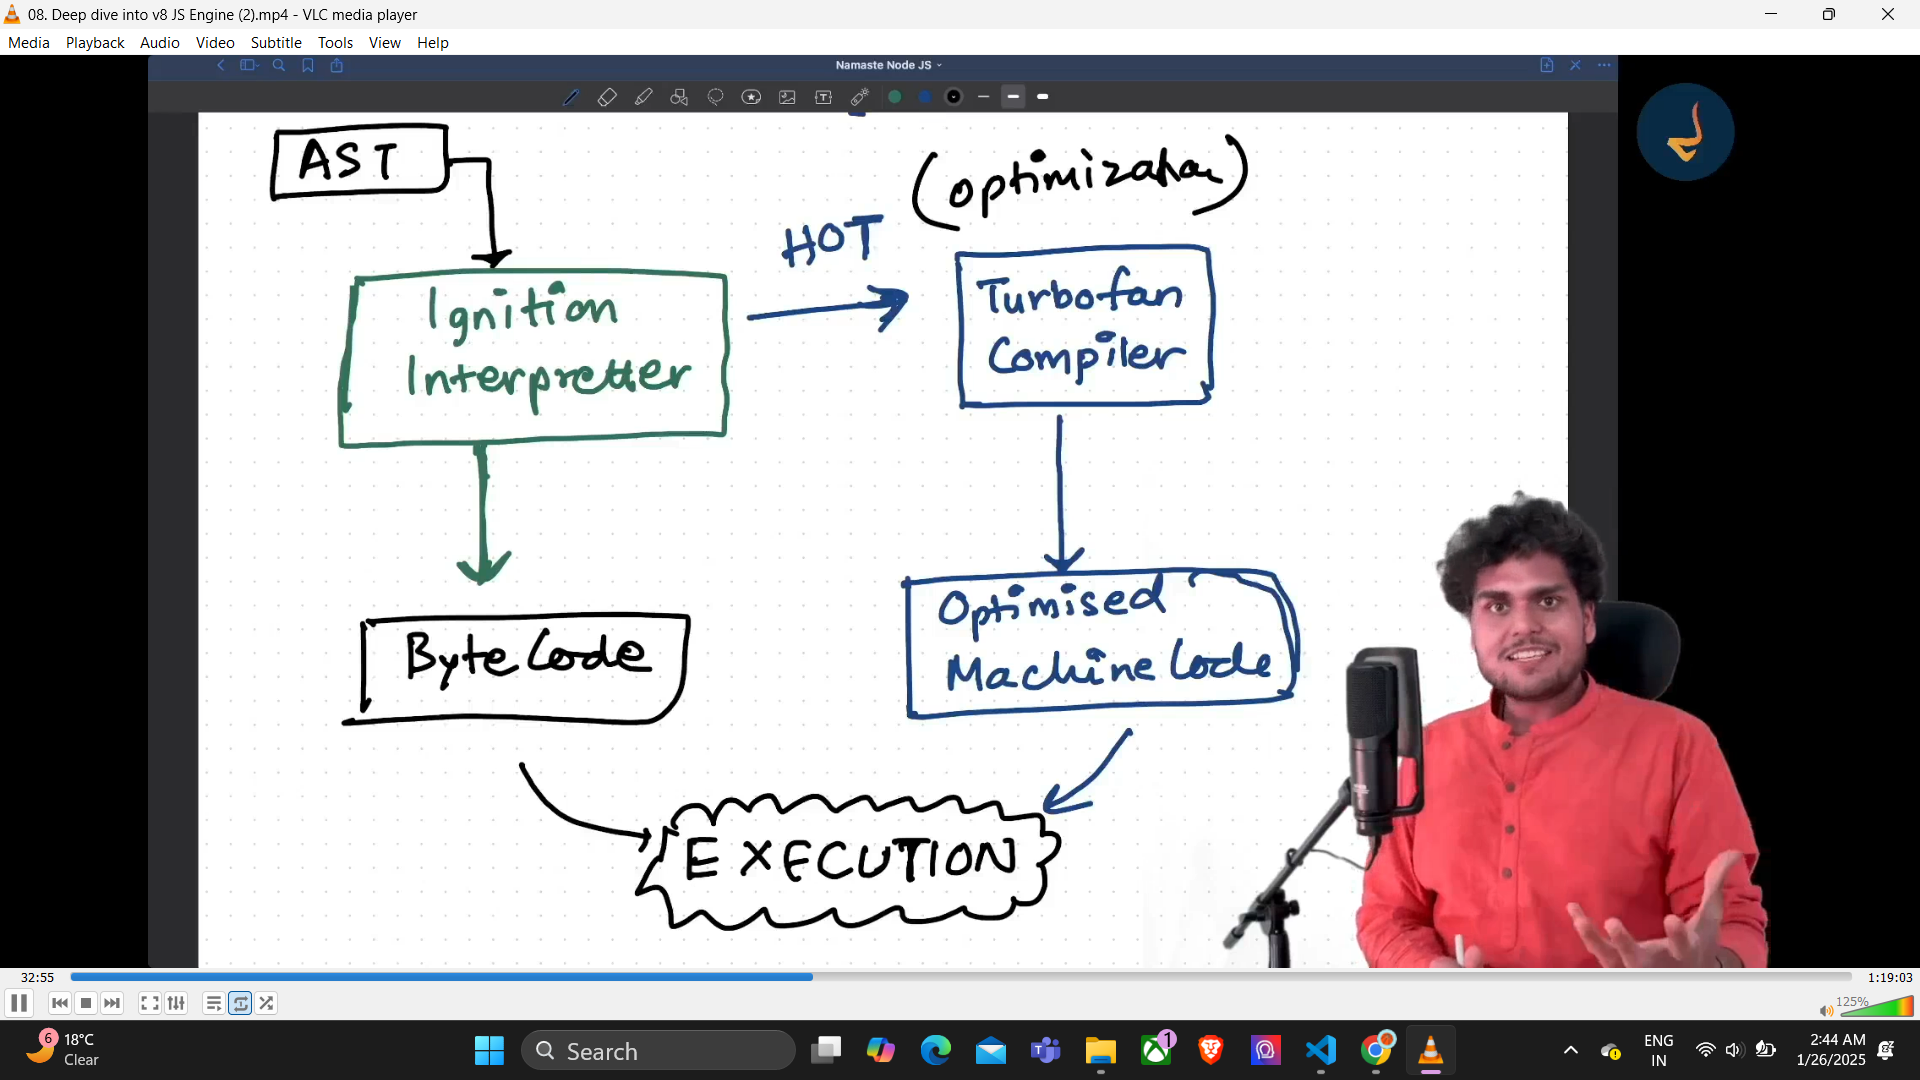 08. Deep dive into v8 JS Engine (2).mp4 - VLC media player
Media Playback Audio Video Subtitle Tools View Help
Namaste Node JS
AST
(optimization)
HOT
Ignition
Interpretter
Turbofan
Compiler
Byte Code
Optimised
Machine Code
EXECUTION
32:55
1:19:03
125%
6
18°C
Clear
Search
1
ENG
IN
2:44 AM
1/26/2025